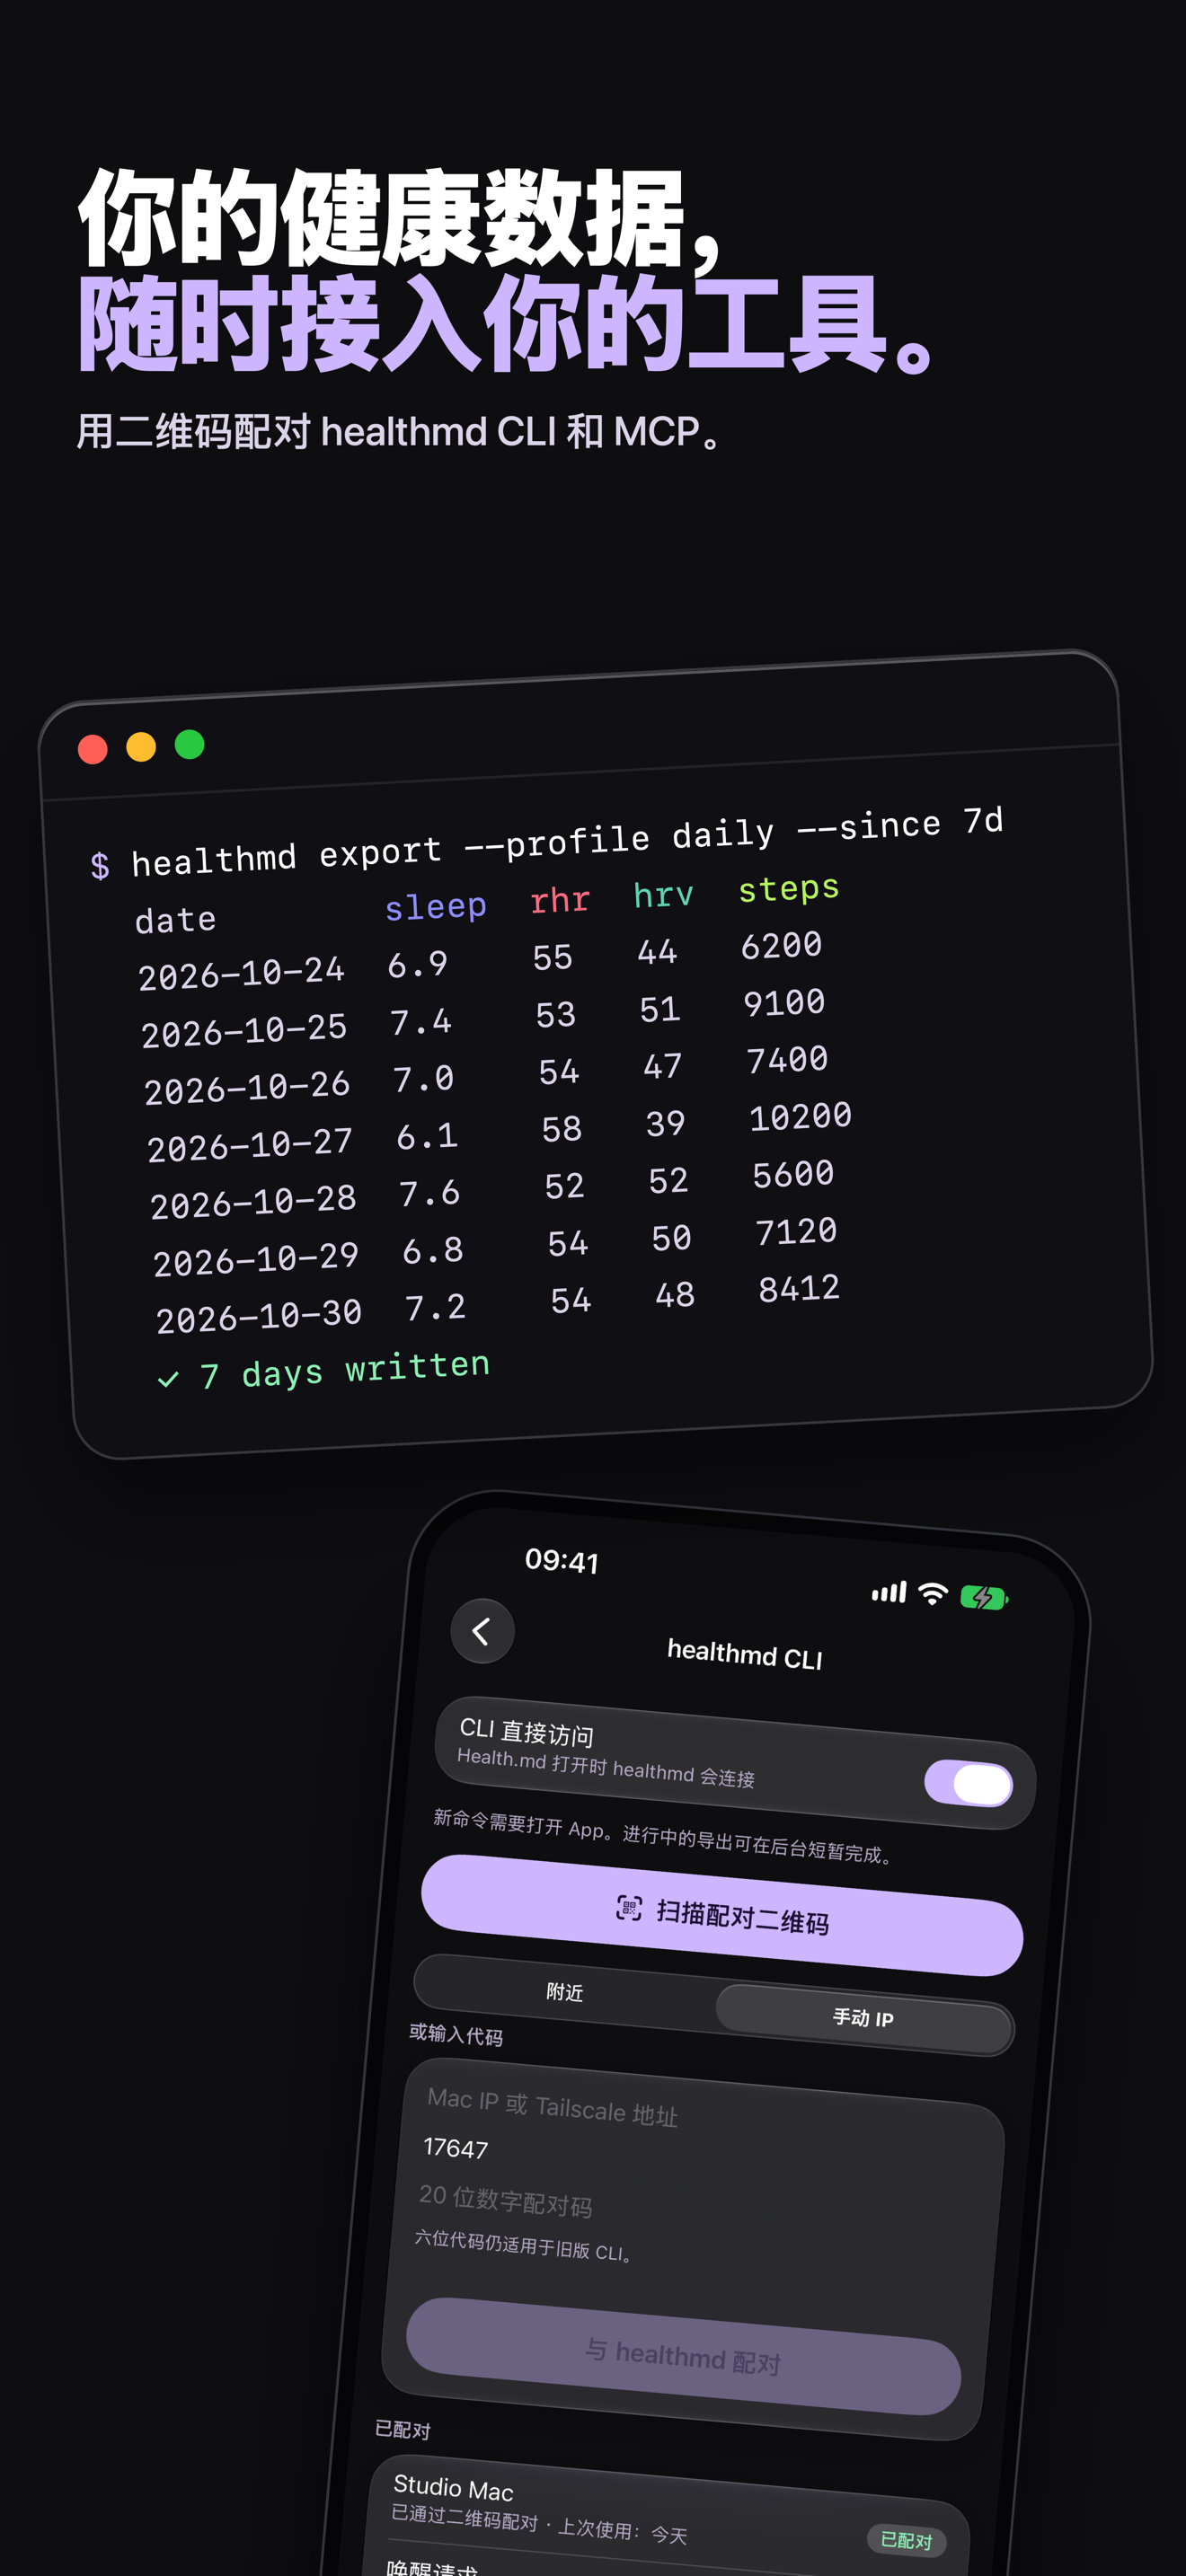 你的健康数据，
随时接入你的工具。
用二维码配对 healthmd CLI 和 MCP。
$ healthmd export --profile daily --since 7d
date sleep rhr hrv steps
2026-10-24 6.9 55 44 6200
2026-10-25 7.4 53 51 9100
2026-10-26 7.0 54 47 7400
2026-10-27 6.1 58 39 10200
2026-10-28 7.6 52 52 5600
2026-10-29 6.8 54 50 7120
2026-10-30 7.2 54 48 8412
✓ 7 days written
09:41
healthmd CLI
CLI 直接访问
Health.md 打开时 healthmd 会连接
新命令需要打开 App。进行中的导出可在后台短暂完成。
扫描配对二维码
附近
手动 IP
或输入代码
Mac IP 或 Tailscale 地址
17647
20 位数字配对码
六位代码仍适用于旧版 CLI。
与 healthmd 配对
已配对
Studio Mac
已通过二维码配对 · 上次使用：今天
已配对
唤醒请求